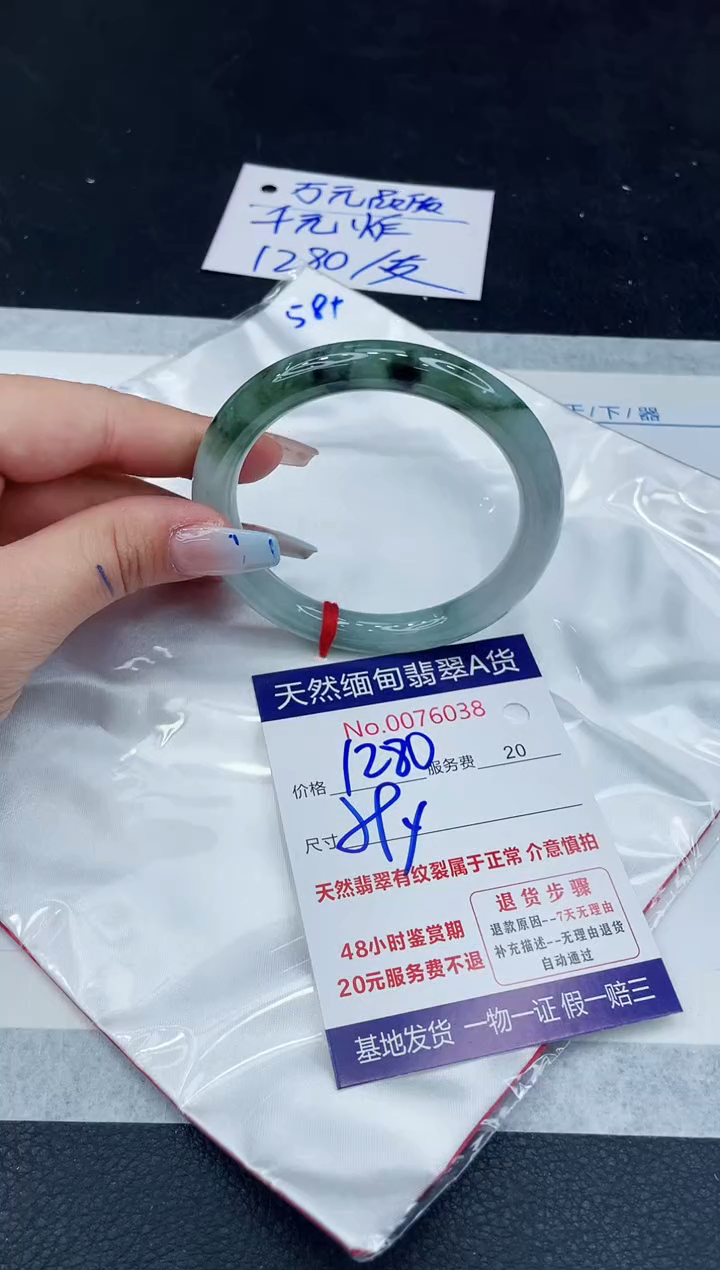 万元品质
千元炸
1280/支
58+
天/下/器
天然缅甸翡翠A货
No.0076038
价格 1280 服务费 20
尺寸
天然翡翠有纹裂属于正常 介意慎拍
48小时鉴赏期
20元服务费不退
退货步骤
退款原因--7天无理由
补充描述--无理由退货
自动通过
基地发货 一物一证 假一赔三